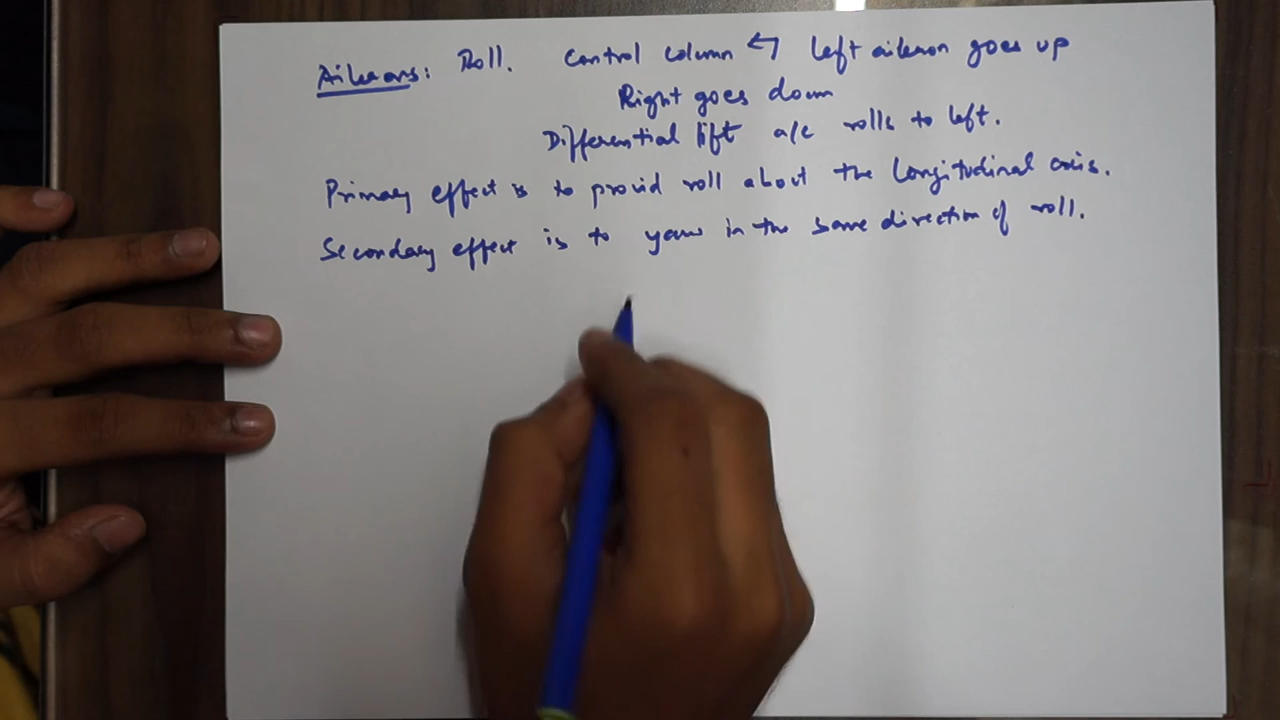 Ailerons: Roll. Control column ↰ left aileron goes up
Right goes down
Differential lift a/c rolls to left.
Primary effect is to provid roll about the longitudinal axis.
Secondary effect is to yaw in the same direction of roll.